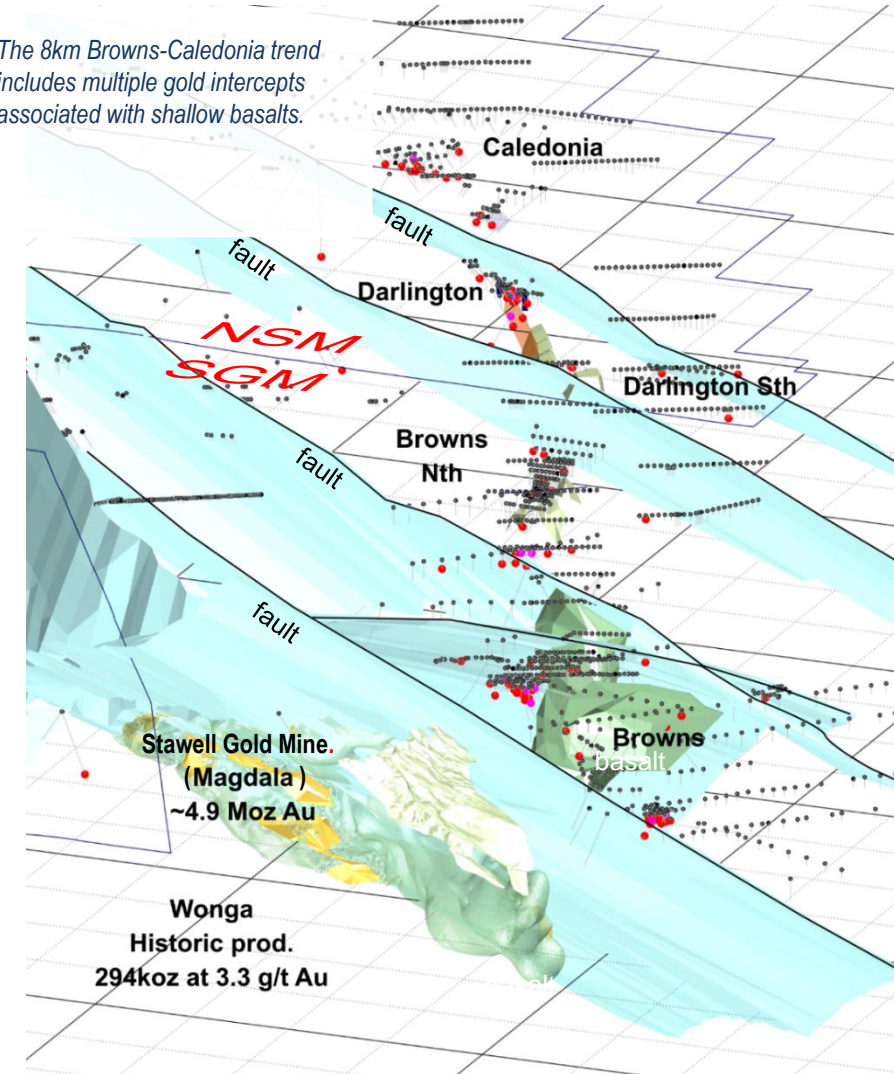 The 8km Browns-Caledonia trend
includes multiple gold intercepts
associated with shallow basalts.
Caledonia
fault
fault
Darlington
NSM
SGM
Darlington Sth
Browns
Nth
fault
fault
Stawell Gold Mine.
(Magdala )
~4.9 Moz Au
Browns
basalt
Wonga
Historic prod.
294koz at 3.3 g/t Au